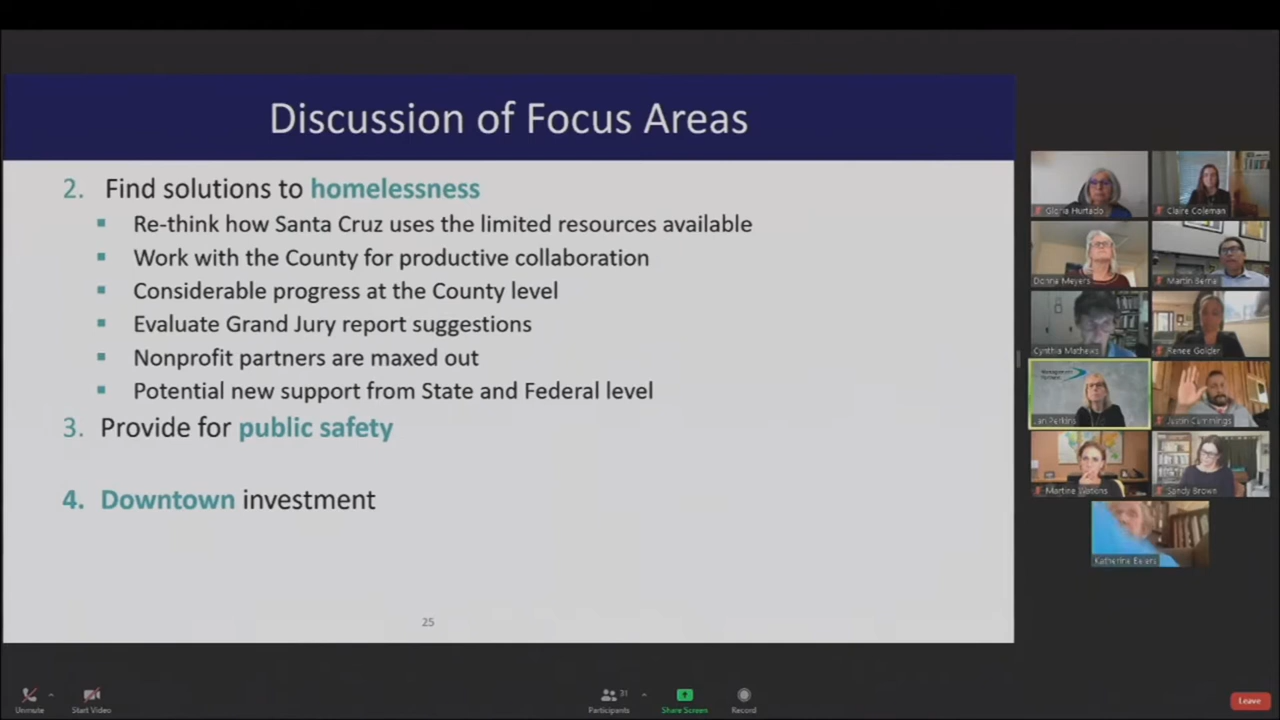 Discussion of Focus Areas
2. Find solutions to homelessness
▪ Re-think how Santa Cruz uses the limited resources available
▪ Work with the County for productive collaboration
▪ Considerable progress at the County level
▪ Evaluate Grand Jury report suggestions
▪ Nonprofit partners are maxed out
▪ Potential new support from State and Federal level
3. Provide for public safety
4. Downtown investment
25
Gloria Hurtado
Claire Coleman
Donna Meyers
Martin Berna
Cynthia Mathews
Renee Golder
Management
Partners
Jan Perkins
Justin Cummings
Martine Watkins
Sandy Brown
Katherine Beiers
Unmute
Start Video
31
Participants
Share Screen
Record
Leave